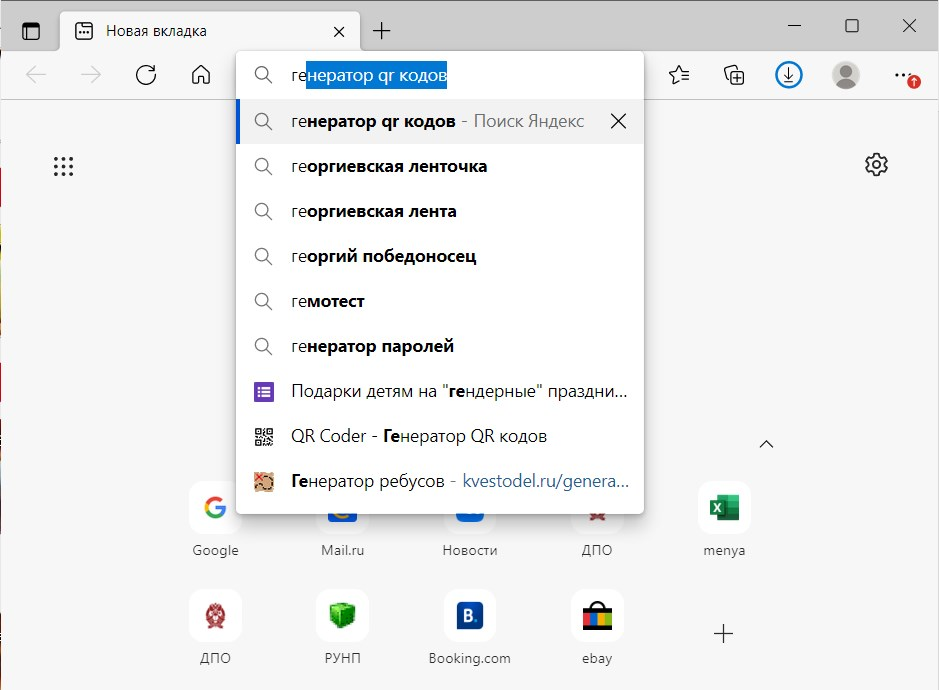 Новая вкладка
генератор qr кодов
генератор qr кодов - Поиск Яндекс
георгиевская ленточка
георгиевская лента
георгий победоносец
гемотест
генератор паролей
Подарки детям на "гендерные" праздни...
QR Coder - Генератор QR кодов
Генератор ребусов - kvestodel.ru/genera...
Google
Mail.ru
Новости
ДПО
menya
ДПО
РУНП
Booking.com
ebay